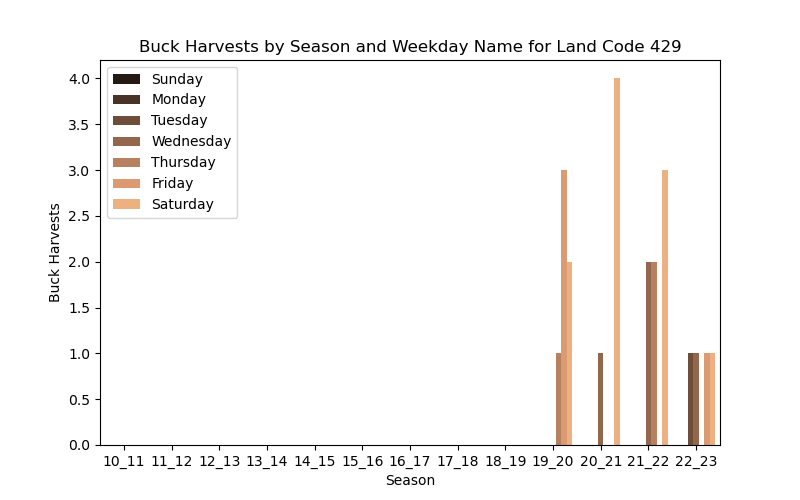 Buck Harvests by Season and Weekday Name for Land Code 429
4.0
3.5
3.0
2.5
2.0
1.5
1.0
0.5
0.0
Buck Harvests
Sunday
Monday
Tuesday
Wednesday
Thursday
Friday
Saturday
10_11 11_12 12_13 13_14 14_15 15_16 16_17 17_18 18_19 19_20 20_21 21_22 22_23
Season